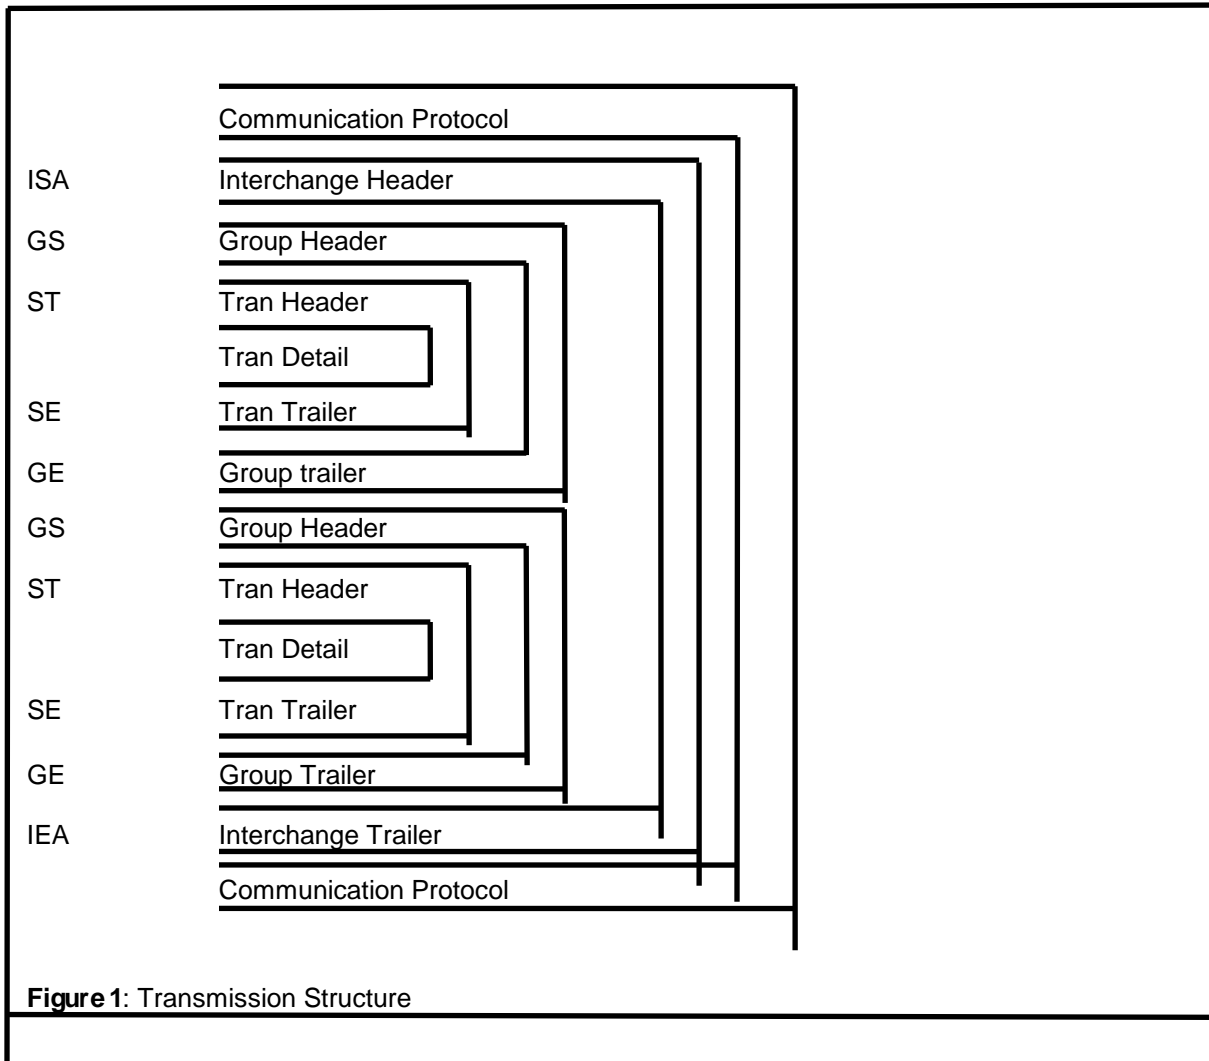 Communication Protocol
ISA Interchange Header
GS Group Header
ST Tran Header
Tran Detail
SE Tran Trailer
GE Group trailer
GS Group Header
ST Tran Header
Tran Detail
SE Tran Trailer
GE Group Trailer
IEA Interchange Trailer
Communication Protocol
Figure 1: Transmission Structure